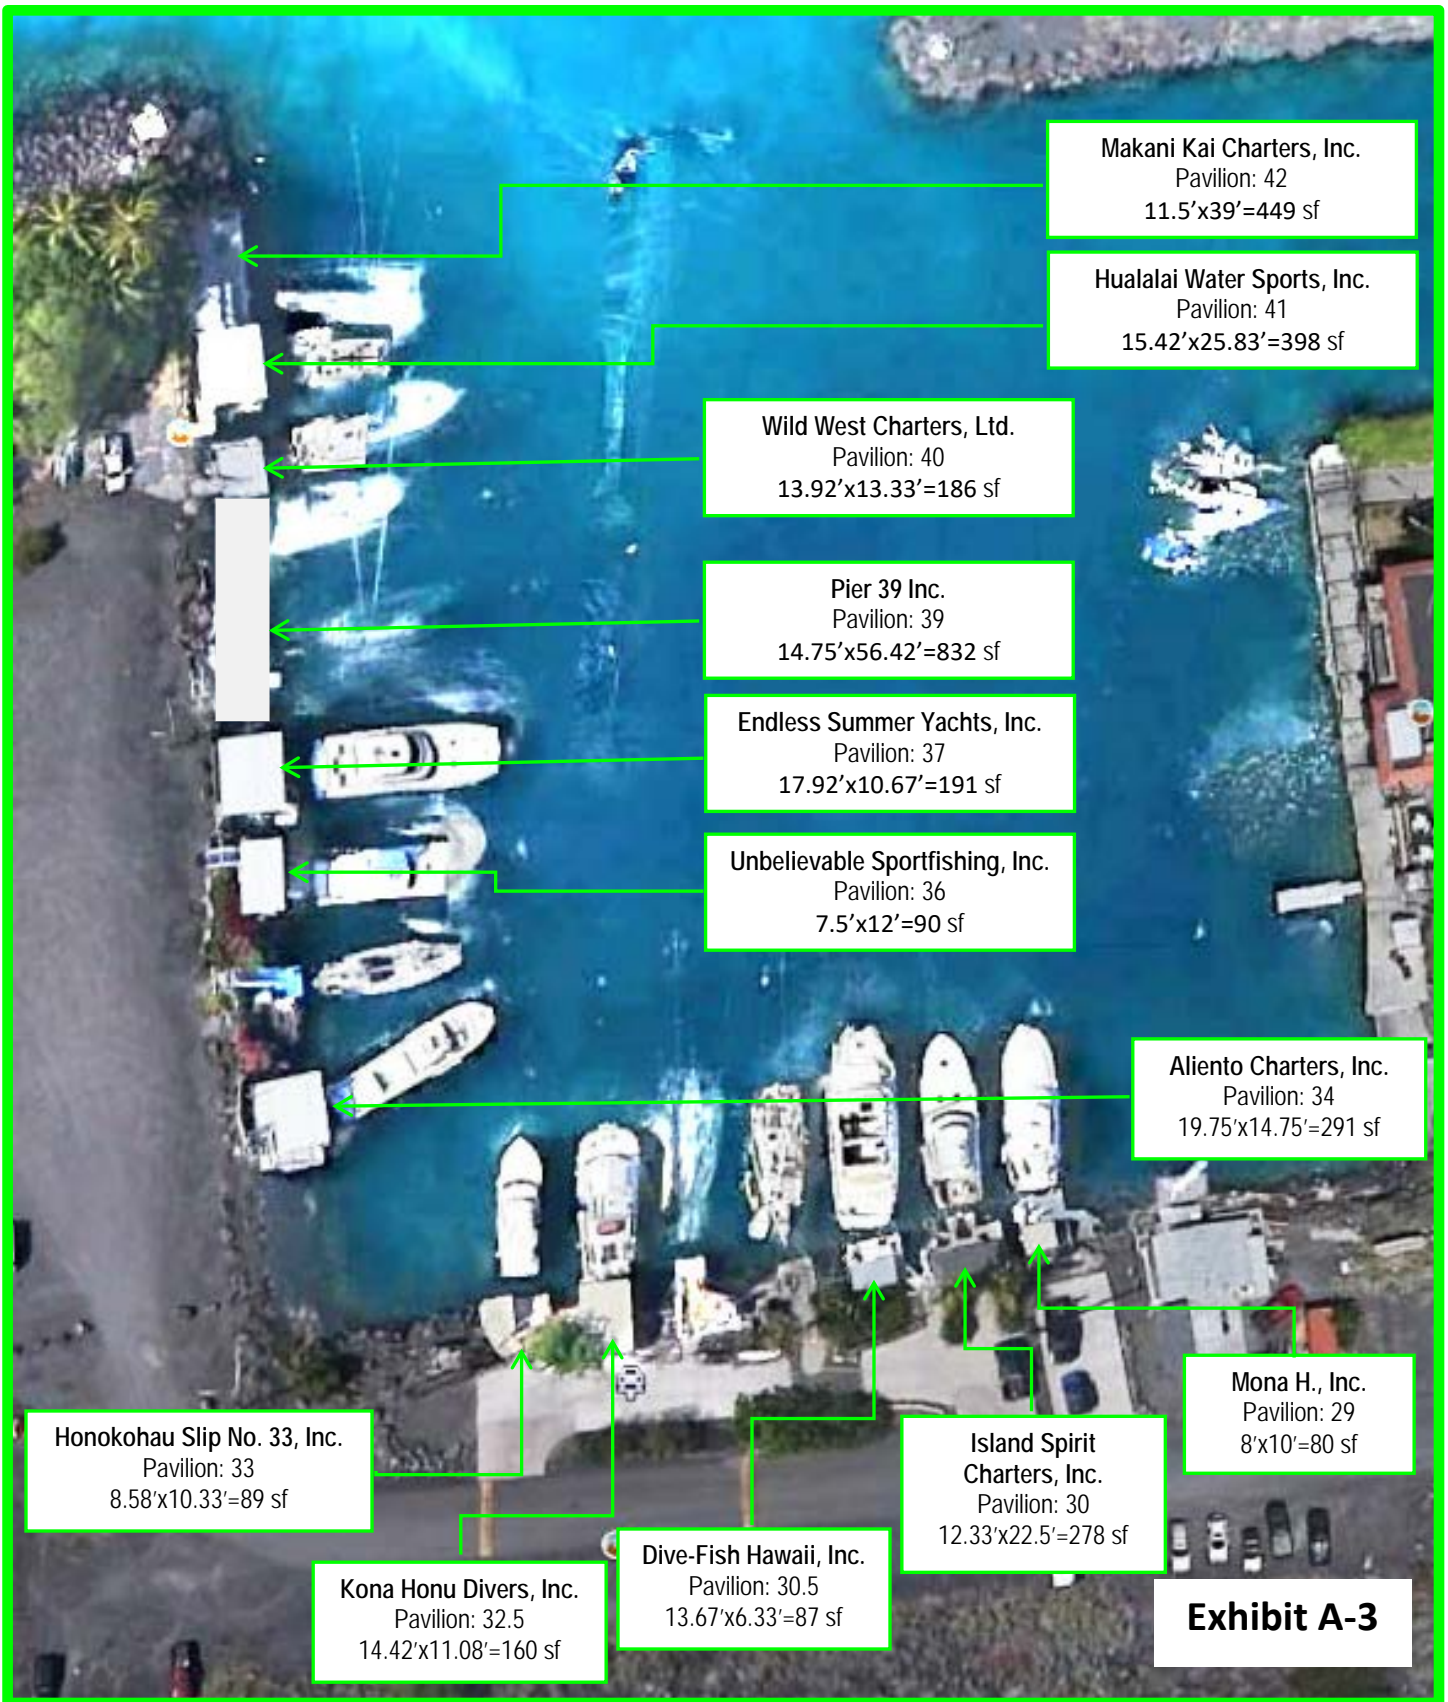 Makani Kai Charters, Inc.
Pavilion: 42
11.5’x39’=449 sf
Hualalai Water Sports, Inc.
Pavilion: 41
15.42’x25.83’=398 sf
Wild West Charters, Ltd.
Pavilion: 40
13.92’x13.33’=186 sf
Pier 39 Inc.
Pavilion: 39
14.75’x56.42’=832 sf
Endless Summer Yachts, Inc.
Pavilion: 37
17.92’x10.67’=191 sf
Unbelievable Sportfishing, Inc.
Pavilion: 36
7.5’x12’=90 sf
Aliento Charters, Inc.
Pavilion: 34
19.75’x14.75’=291 sf
Mona H., Inc.
Pavilion: 29
8’x10’=80 sf
Island Spirit
Charters, Inc.
Pavilion: 30
12.33’x22.5’=278 sf
Honokohau Slip No. 33, Inc.
Pavilion: 33
8.58’x10.33’=89 sf
Dive-Fish Hawaii, Inc.
Pavilion: 30.5
13.67’x6.33’=87 sf
Kona Honu Divers, Inc.
Pavilion: 32.5
14.42’x11.08’=160 sf
Exhibit A-3